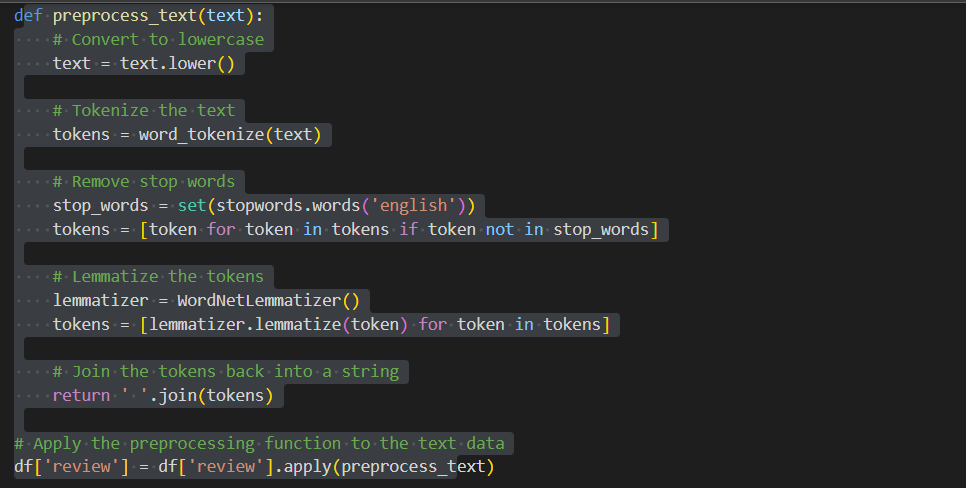 def preprocess_text(text):
    # Convert to lowercase
    text = text.lower()
    # Tokenize the text
    tokens = word_tokenize(text)
    # Remove stop words
    stop_words = set(stopwords.words('english'))
    tokens = [token for token in tokens if token not in stop_words]
    # Lemmatize the tokens
    lemmatizer = WordNetLemmatizer()
    tokens = [lemmatizer.lemmatize(token) for token in tokens]
    # Join the tokens back into a string
    return ' '.join(tokens)
# Apply the preprocessing function to the text data
df['review'] = df['review'].apply(preprocess_text)